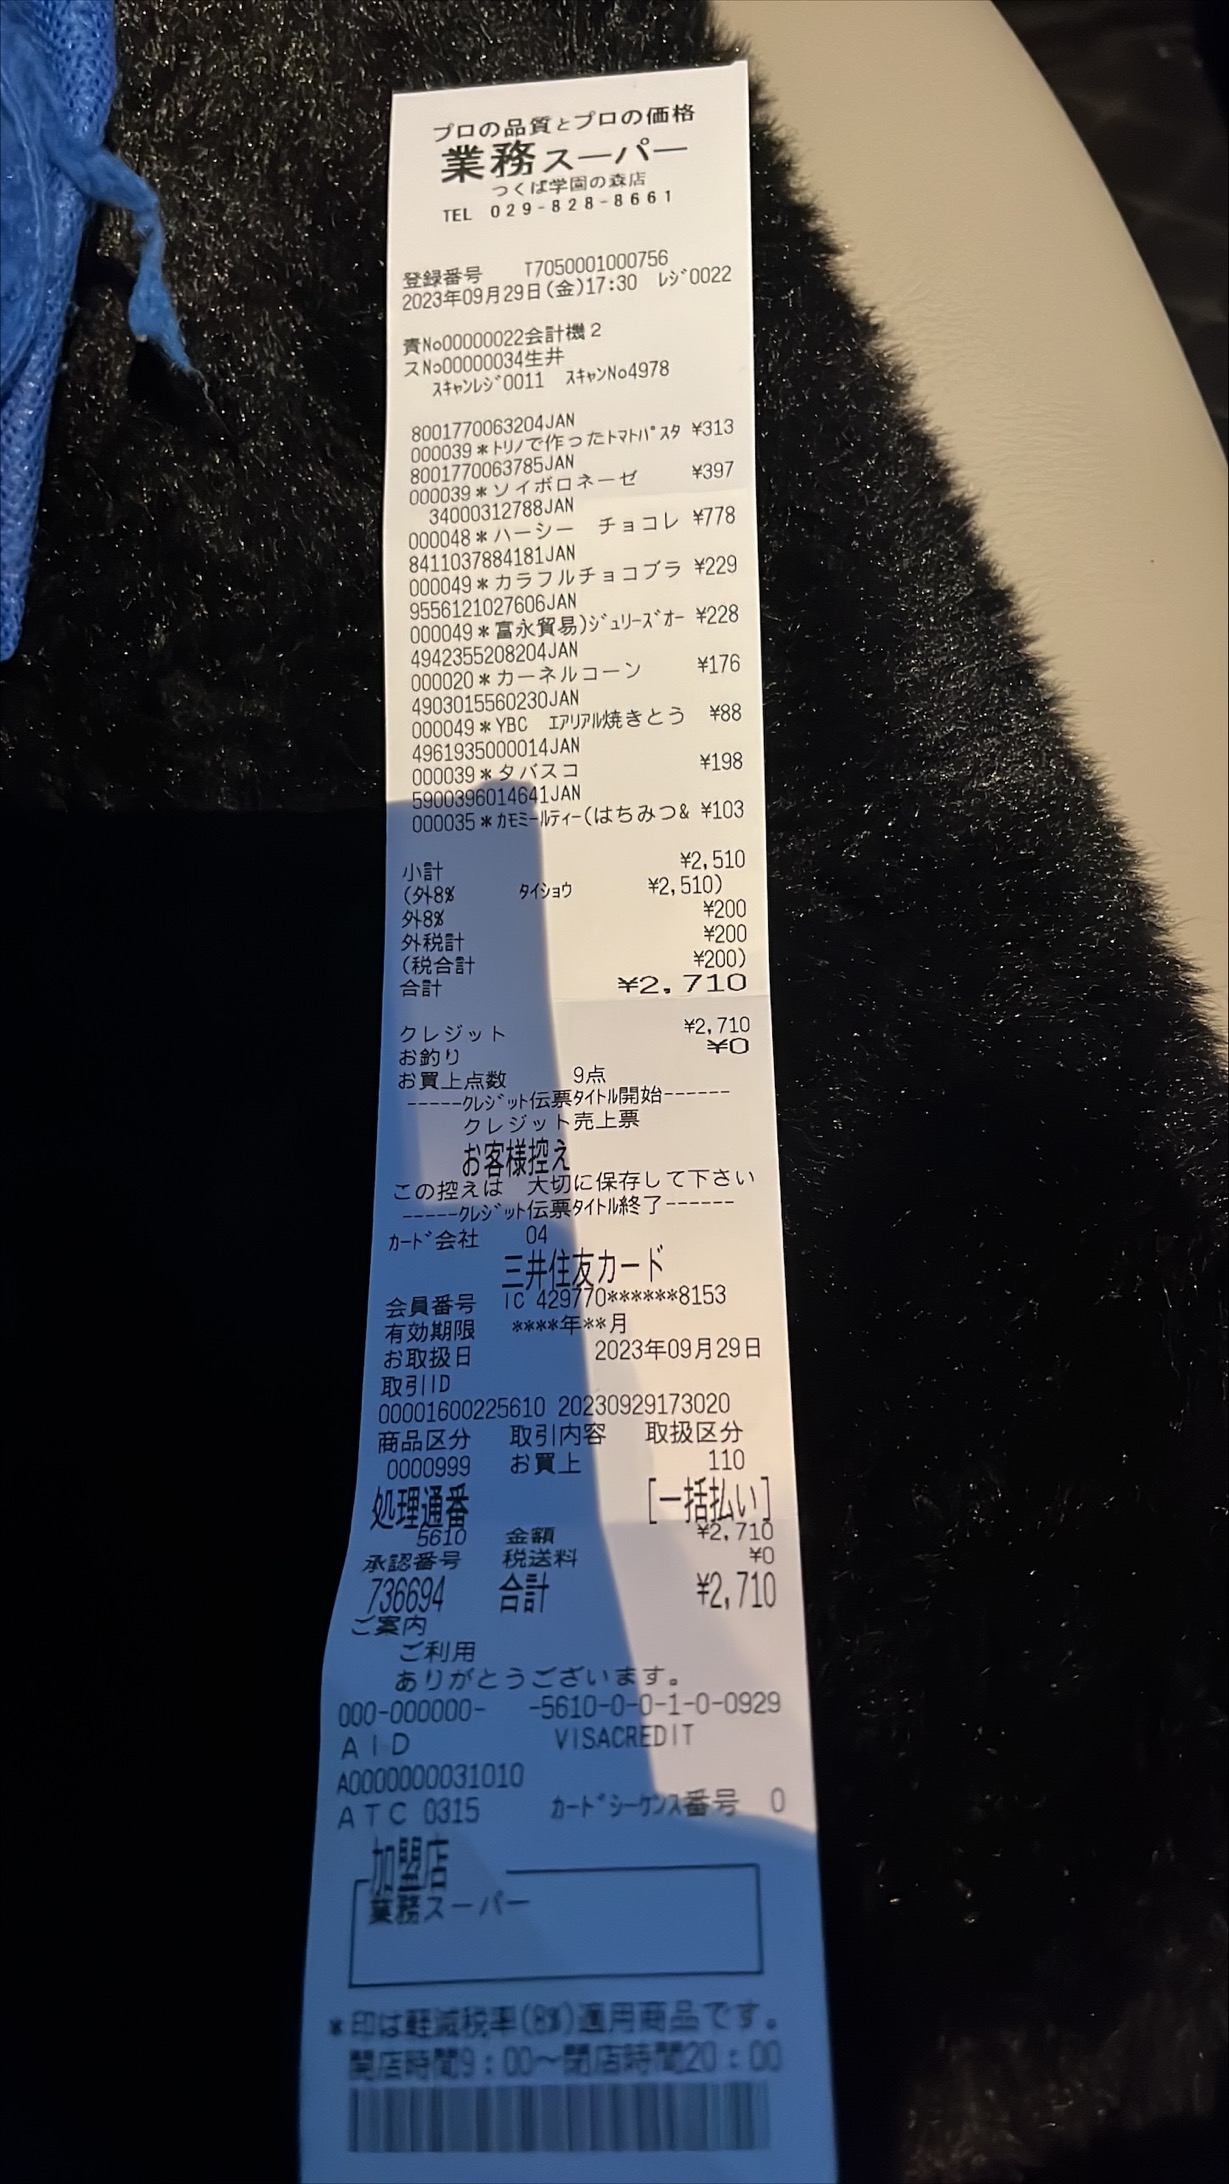 プロの品質とプロの価格
業務スーパー
つくば学園の森店
TEL 029-828-8661
登録番号 T7050001000756
2023年09月29日(金)17:30 ﾚｼﾞ0022
責No00000022会計機2
スNo00000034生井
ｽｷｬﾝﾚｼﾞ0011 ｽｷｬﾝNo4978
8001770063204JAN
000039*ﾄﾘﾉで作ったﾄﾏﾄﾊﾟｽﾀ ¥313
8001770063785JAN
000039*ソイボロネーゼ ¥397
34000312788JAN
000048*ハーシー チョコレ ¥778
8411037884181JAN
000049*カラフルチョコブラ ¥229
9556121027606JAN
000049*富永貿易)ｼﾞｭﾘｰｽﾞオー ¥228
4942355208204JAN
000020*カーネルコーン ¥176
4903015560230JAN
000049*YBC ｴｱﾘｱﾙ焼きとう ¥88
4961935000014JAN
000039*タバスコ ¥198
5900396014641JAN
000035*ｶﾓﾐｰﾙﾃｨｰ(はちみつ& ¥103
小計 ¥2,510
(外8% ﾀｲｼｮｳ ¥2,510)
外8% ¥200
外税計 ¥200
(税合計 ¥200)
合計 ¥2,710
クレジット ¥2,710
お釣り ¥0
お買上点数 9点
-----ｸﾚｼﾞｯﾄ伝票ﾀｲﾄﾙ開始------
クレジット売上票
お客様控え
この控えは 大切に保存して下さい
-----ｸﾚｼﾞｯﾄ伝票ﾀｲﾄﾙ終了------
ｶｰﾄﾞ会社 04
三井住友カード
会員番号 IC 429770******8153
有効期限 ****年**月
お取扱日 2023年09月29日
取引ID
00001600225610 20230929173020
商品区分 取引内容 取扱区分
0000999 お買上 110
処理通番 [一括払い]
5610 金額 ¥2,710
承認番号 税送料 ¥0
736694 合計 ¥2,710
ご案内
ご利用
ありがとうございます。
000-000000- -5610-0-0-1-0-0929
AID VISACREDIT
A0000000031010
ATC 0315 ｶｰﾄﾞｼｰｹﾝｽ番号 0
加盟店
業務スーパー
*印は軽減税率(8%)適用商品です。
開店時間9:00～閉店時間20:00